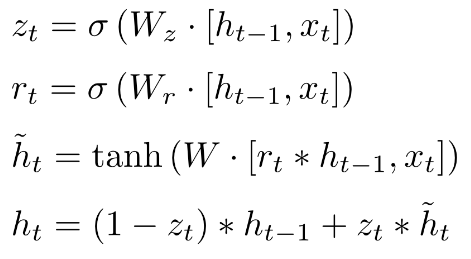 z_t = σ (W_z · [h_{t−1}, x_t])
r_t = σ (W_r · [h_{t−1}, x_t])
h̃_t = tanh (W · [r_t ∗ h_{t−1}, x_t])
h_t = (1 − z_t) ∗ h_{t−1} + z_t ∗ h̃_t